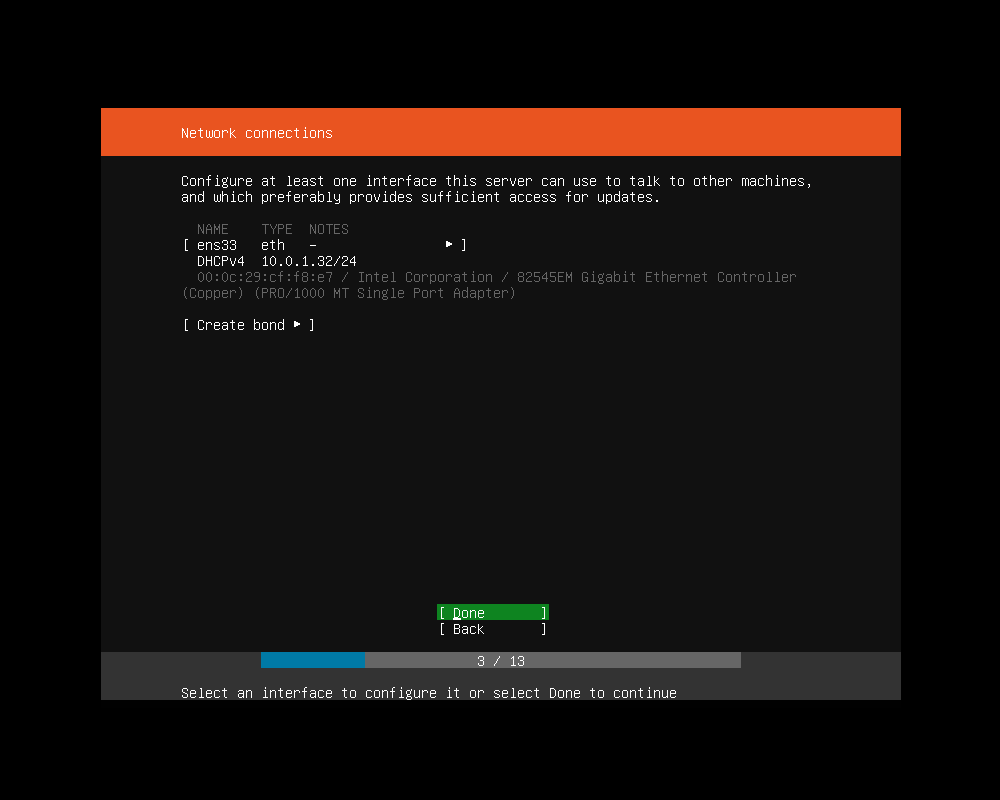 Network connections
Configure at least one interface this server can use to talk to other machines,
and which preferably provides sufficient access for updates.
NAME TYPE NOTES
[ ens33 eth - ▸ ]
DHCPv4 10.0.1.32/24
00:0c:29:cf:f8:e7 / Intel Corporation / 82545EM Gigabit Ethernet Controller
(Copper) (PRO/1000 MT Single Port Adapter)
[ Create bond ▸ ]
[ Done ]
[ Back ]
3 / 13
Select an interface to configure it or select Done to continue